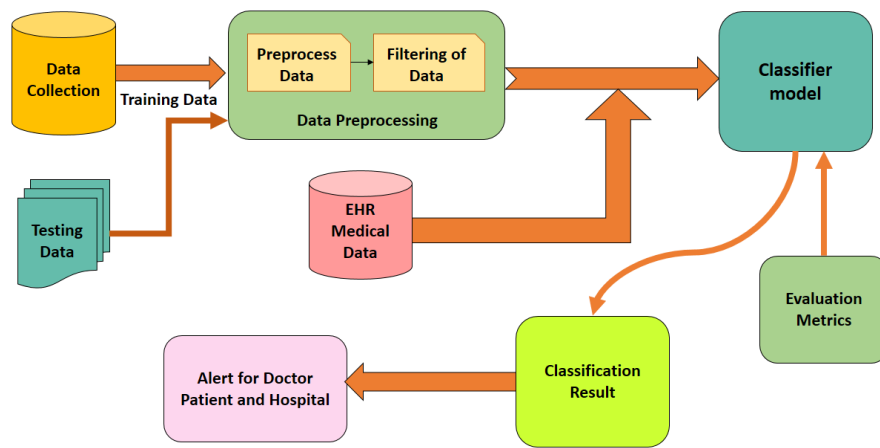 Data
Collection
Training Data
Preprocess
Data
Filtering of
Data
Data Preprocessing
Classifier
model
Testing
Data
EHR
Medical
Data
Evaluation
Metrics
Classification
Result
Alert for Doctor
Patient and Hospital